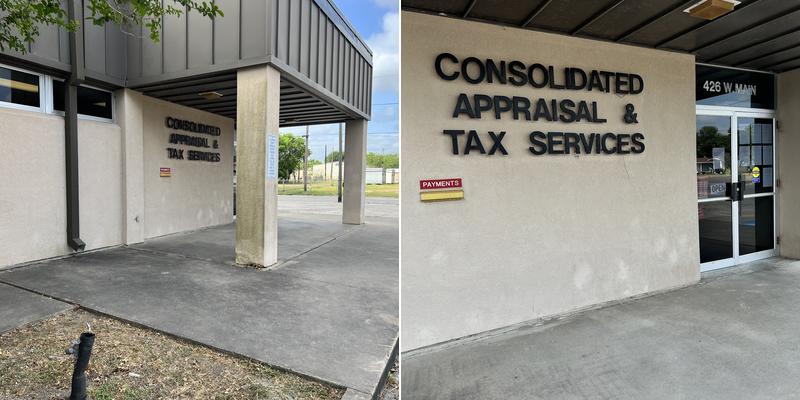 CONSOLIDATED
APPRAISAL &
TAX SERVICES
CONSOLIDATED
APPRAISAL &
TAX SERVICES
PAYMENTS
426 W. MAIN
OPEN